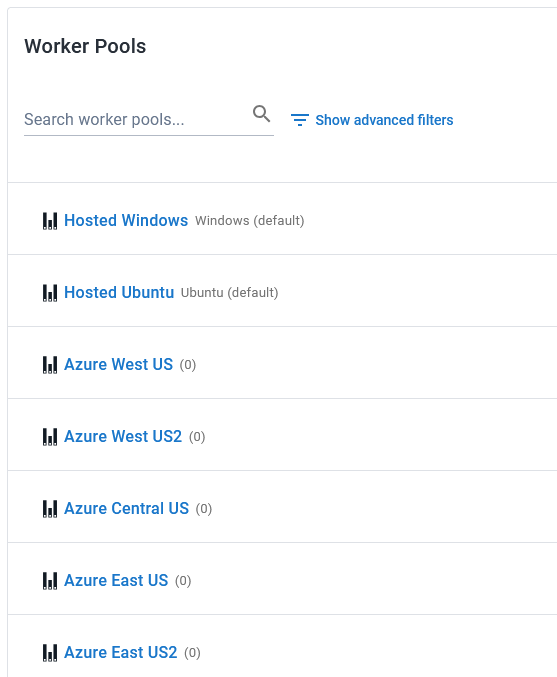 Worker Pools
Search worker pools...
Show advanced filters
Hosted Windows Windows (default)
Hosted Ubuntu Ubuntu (default)
Azure West US (0)
Azure West US2 (0)
Azure Central US (0)
Azure East US (0)
Azure East US2 (0)